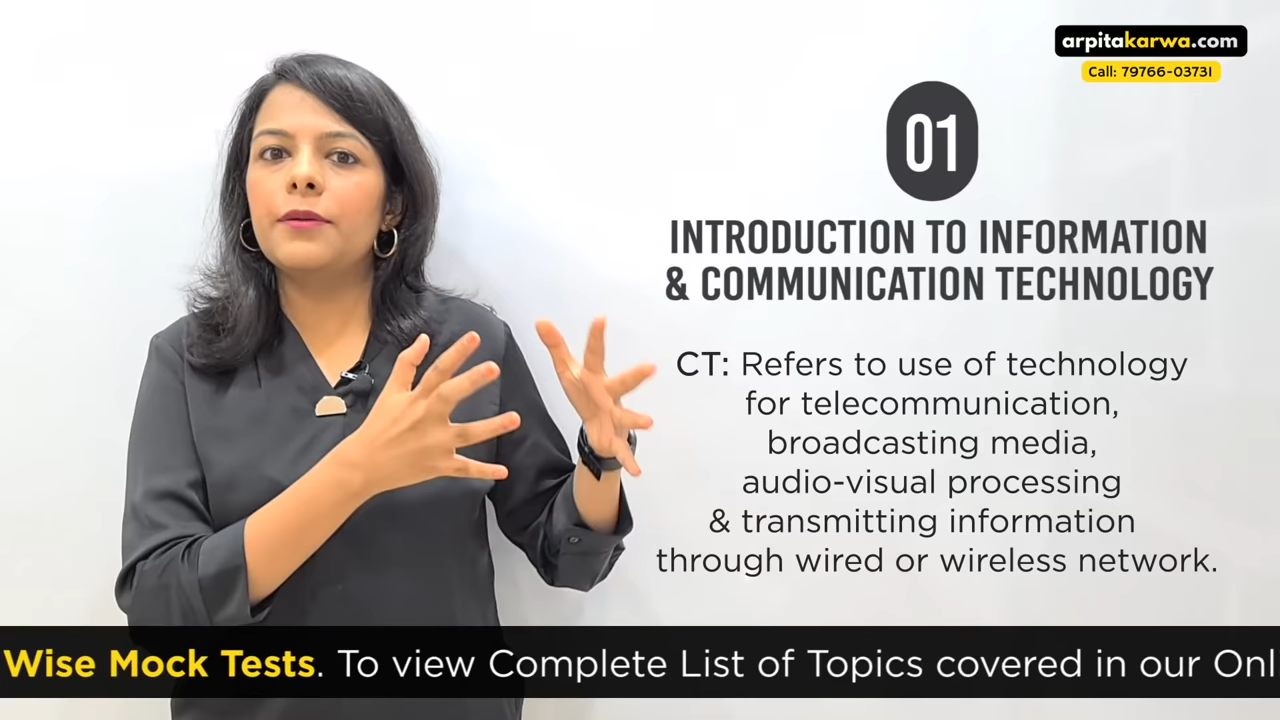 arpitakarwa.com
Call: 79766-03731
01
INTRODUCTION TO INFORMATION
& COMMUNICATION TECHNOLOGY
CT: Refers to use of technology
for telecommunication,
broadcasting media,
audio-visual processing
& transmitting information
through wired or wireless network.
Wise Mock Tests. To view Complete List of Topics covered in our Onl